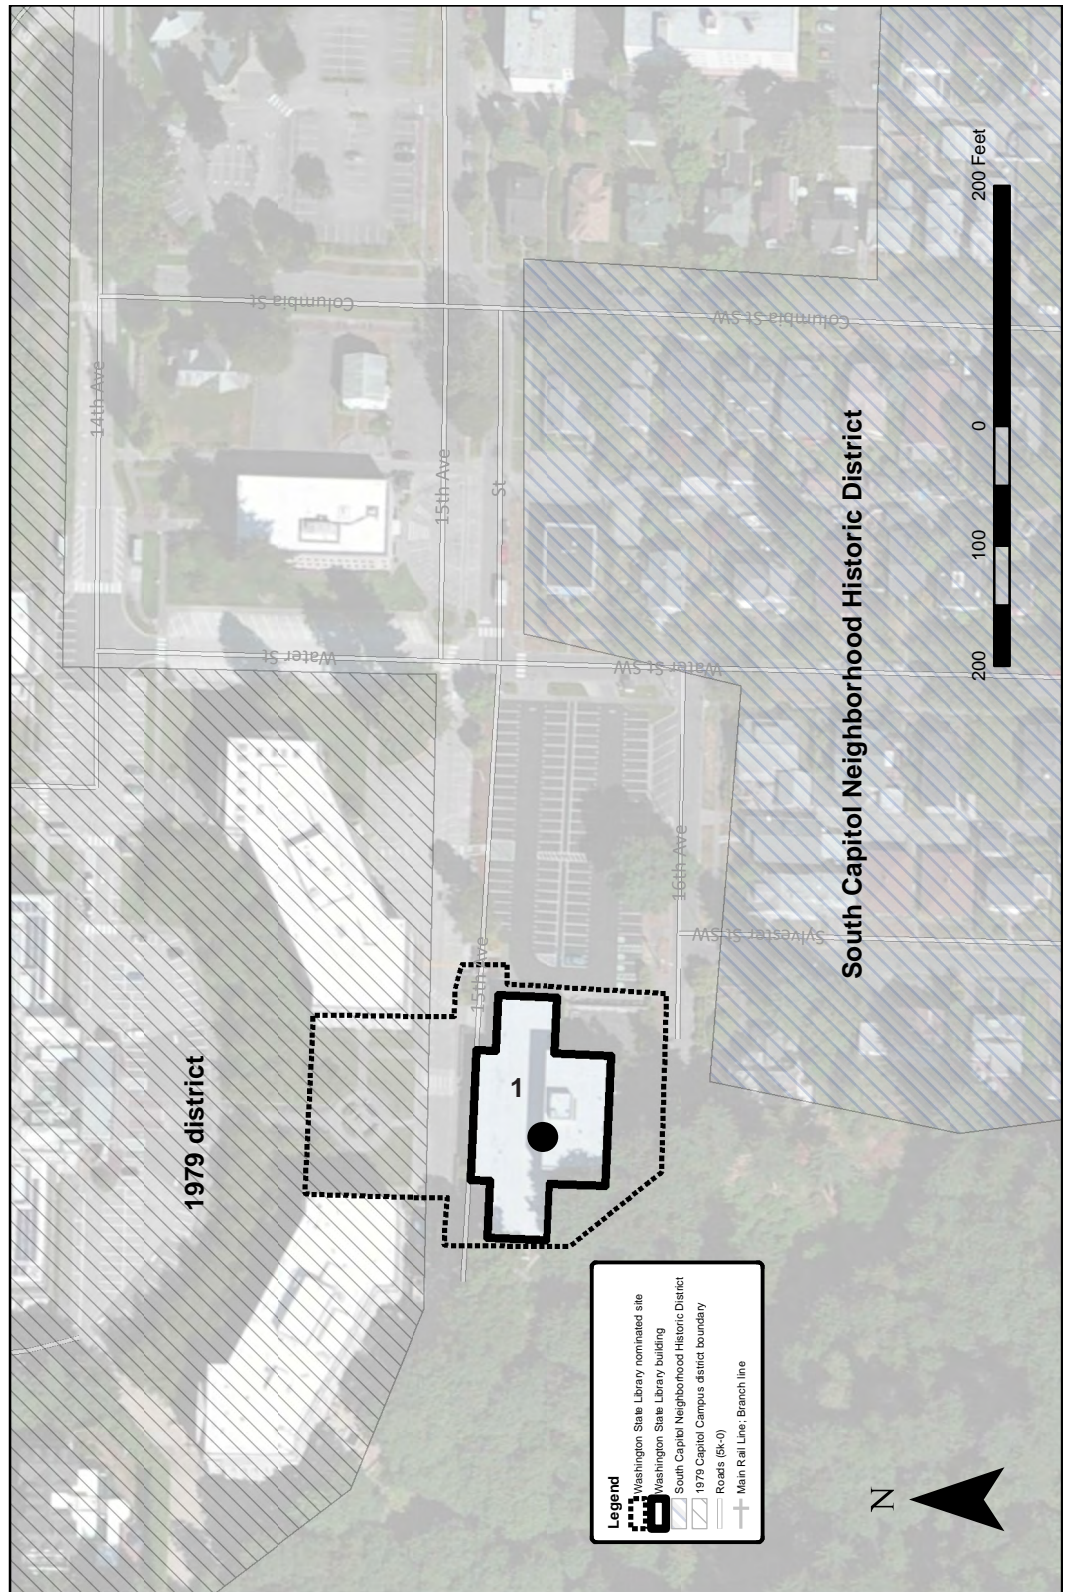 14th Ave
Columbia St
Columbia St SW
15th Ave
St
Water St
Water St SW
15th Ave
16th Ave
Sylvester St SW
1979 district
South Capitol Neighborhood Historic District
1
200 100 0 200 Feet
Legend
Washington State Library nominated site
Washington State Library building
South Capitol Neighborhood Historic District
1979 Capitol Campus district boundary
Roads (5k-0)
Main Rail Line; Branch line
N